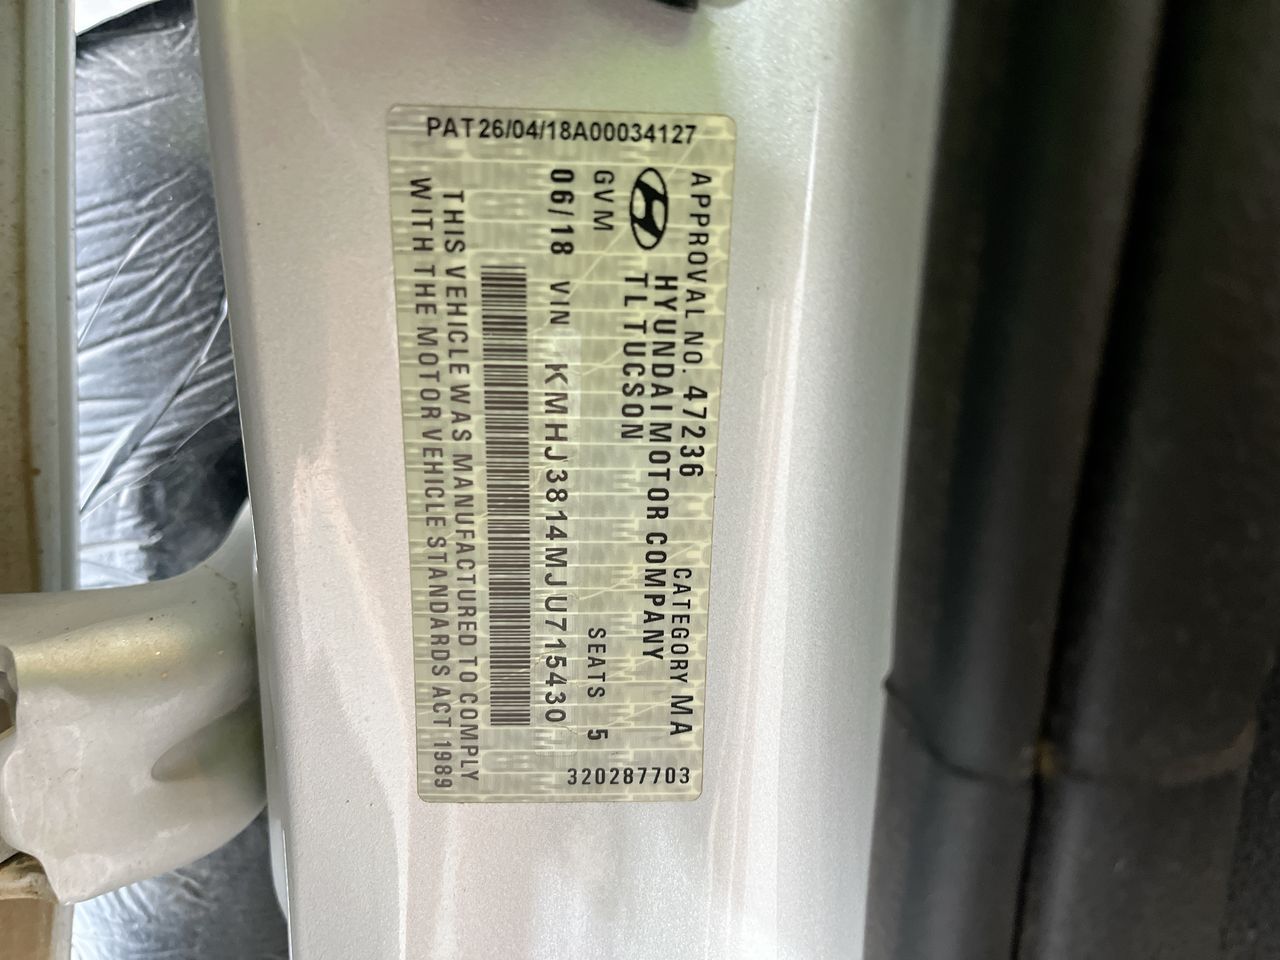 PAT26/04/18A00034127
APPROVAL NO. 47236 CATEGORY MA
HYUNDAI MOTOR COMPANY
TL TUCSON
GVM SEATS 5
06/18 VIN KMHJ3814MJU715430
THIS VEHICLE WAS MANUFACTURED TO COMPLY
WITH THE MOTOR VEHICLE STANDARDS ACT 1989
320287703